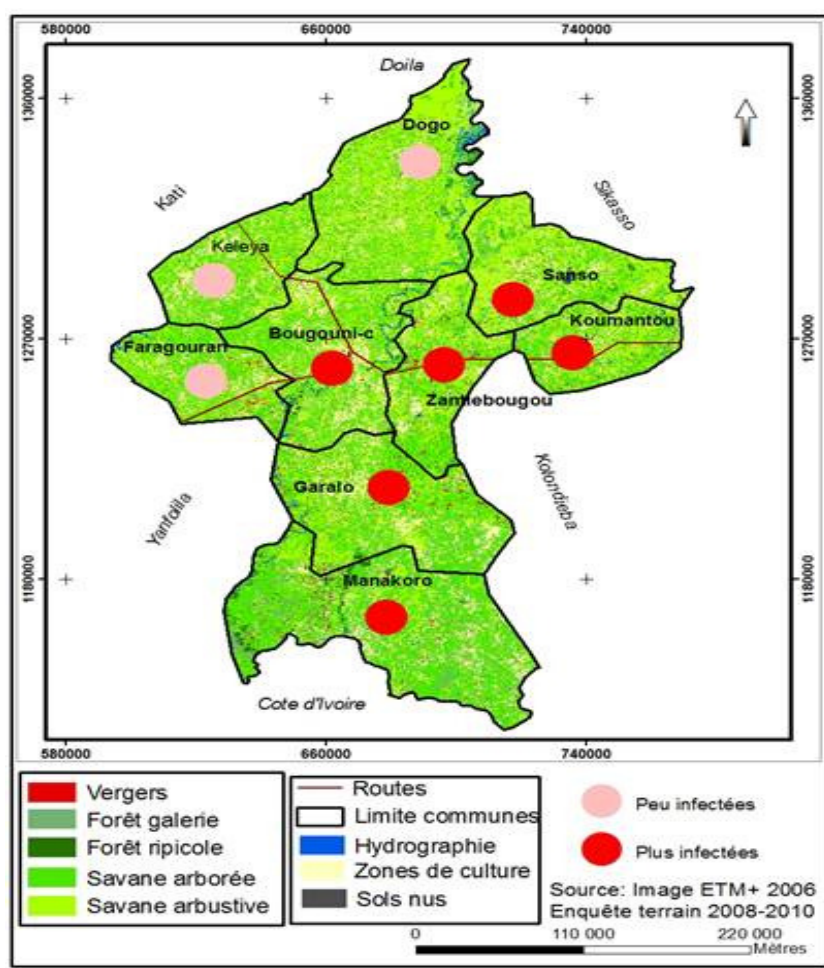 580000 660000 740000
1360000 1360000
Doila
Dogo
Kati
Sikasso
Keleya
Sanso
1270000 1270000
Faragouran Bougouni-c Koumantou
Zantiebougou
Garalo
Yanfolila
Kolondieba
1180000 1180000
Manakoro
Cote d'Ivoire
580000 660000 740000
Vergers
Forêt galerie
Forêt ripicole
Savane arborée
Savane arbustive
Routes
Limite communes
Hydrographie
Zones de culture
Sols nus
Peu infectées
Plus infectées
Source: Image ETM+ 2006
Enquête terrain 2008-2010
0 110 000 220 000
Mètres